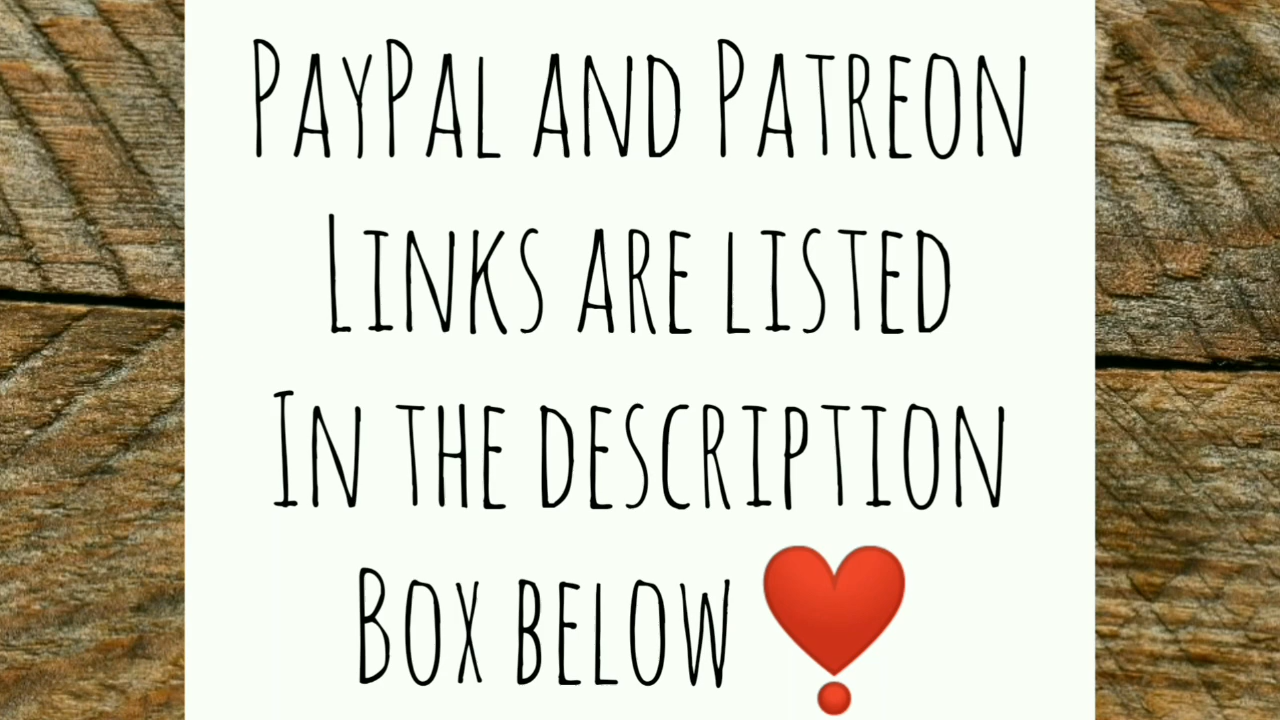 PayPal and Patreon
Links are listed
In the description
Box below ❣